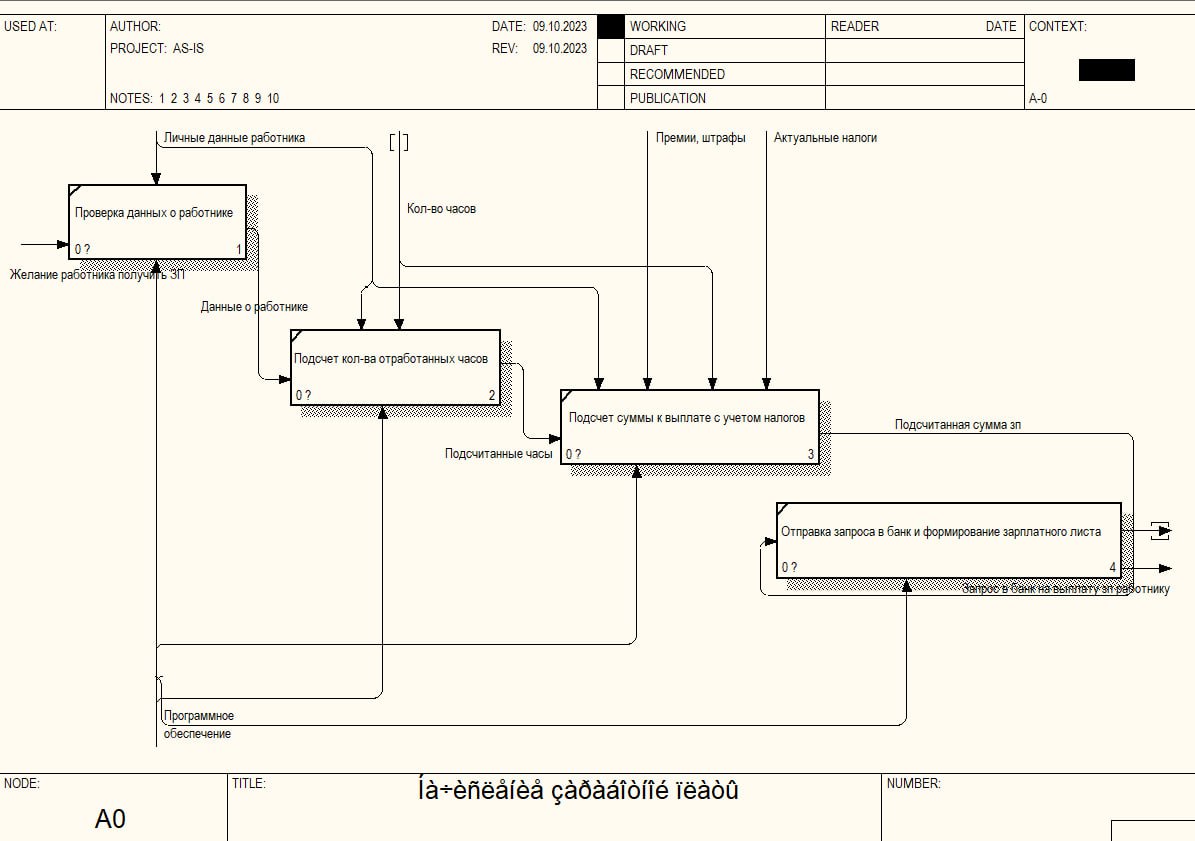 USED AT:
AUTHOR:
DATE: 09.10.2023
WORKING
READER
DATE
CONTEXT:
PROJECT: AS-IS
REV: 09.10.2023
DRAFT
RECOMMENDED
NOTES: 1 2 3 4 5 6 7 8 9 10
PUBLICATION
A-0
Личные данные работника
Премии, штрафы
Актуальные налоги
Кол-во часов
Проверка данных о работнике
0 ?
1
Желание работника получить ЗП
Данные о работнике
Подсчет кол-ва отработанных часов
0 ?
2
Подсчет суммы к выплате с учетом налогов
Подсчитанная сумма зп
Подсчитанные часы
0 ?
3
Отправка запроса в банк и формирование зарплатного листа
0 ?
4
Запрос в банк на выплату зп работнику
Программное
обеспечение
NODE:
TITLE:
Íà÷èñëåíèå çàðàáîòíîé ïëàòû
NUMBER:
A0